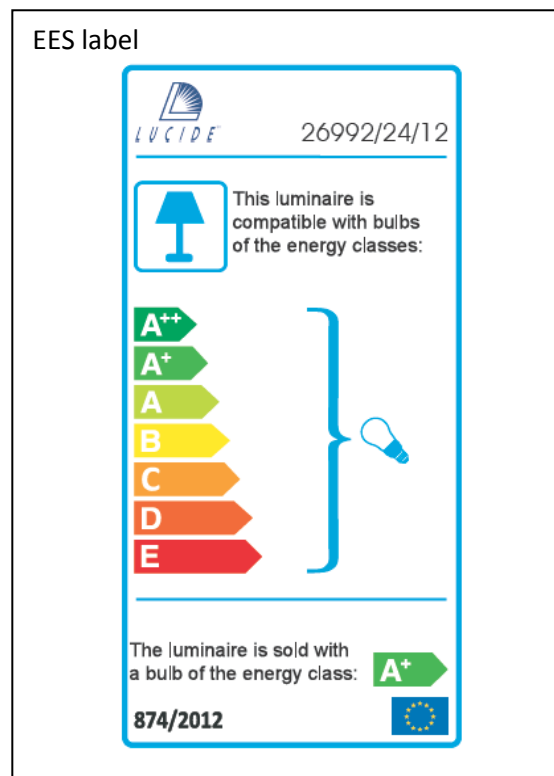 EES label
LUCIDE
26992/24/12
This luminaire is
compatible with bulbs
of the energy classes:
A++
A+
A
B
C
D
E
The luminaire is sold with
a bulb of the energy class:
A+
874/2012